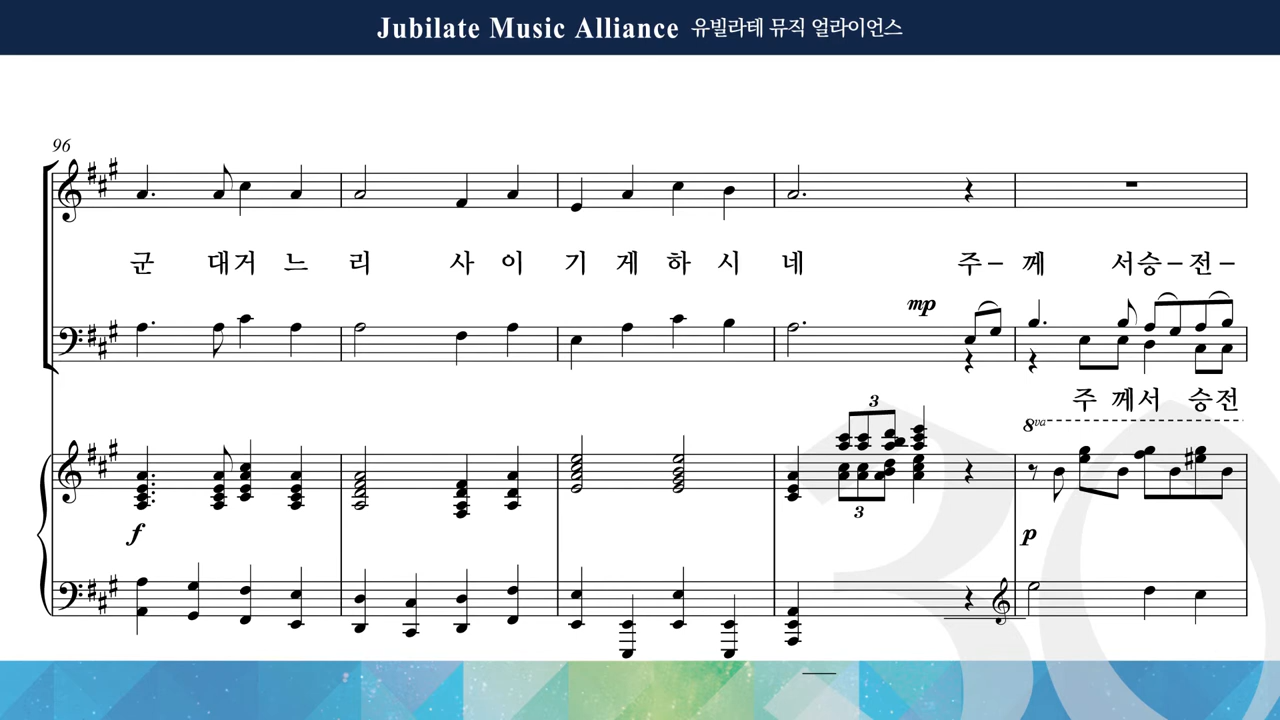 Jubilate Music Alliance 유빌라테 뮤직 얼라이언스
96
군 대거 느 리 사 이 기 게 하 시 네 주– 께 서승–전–
mp
주 께서 승전
3
8va
3
f
p
30